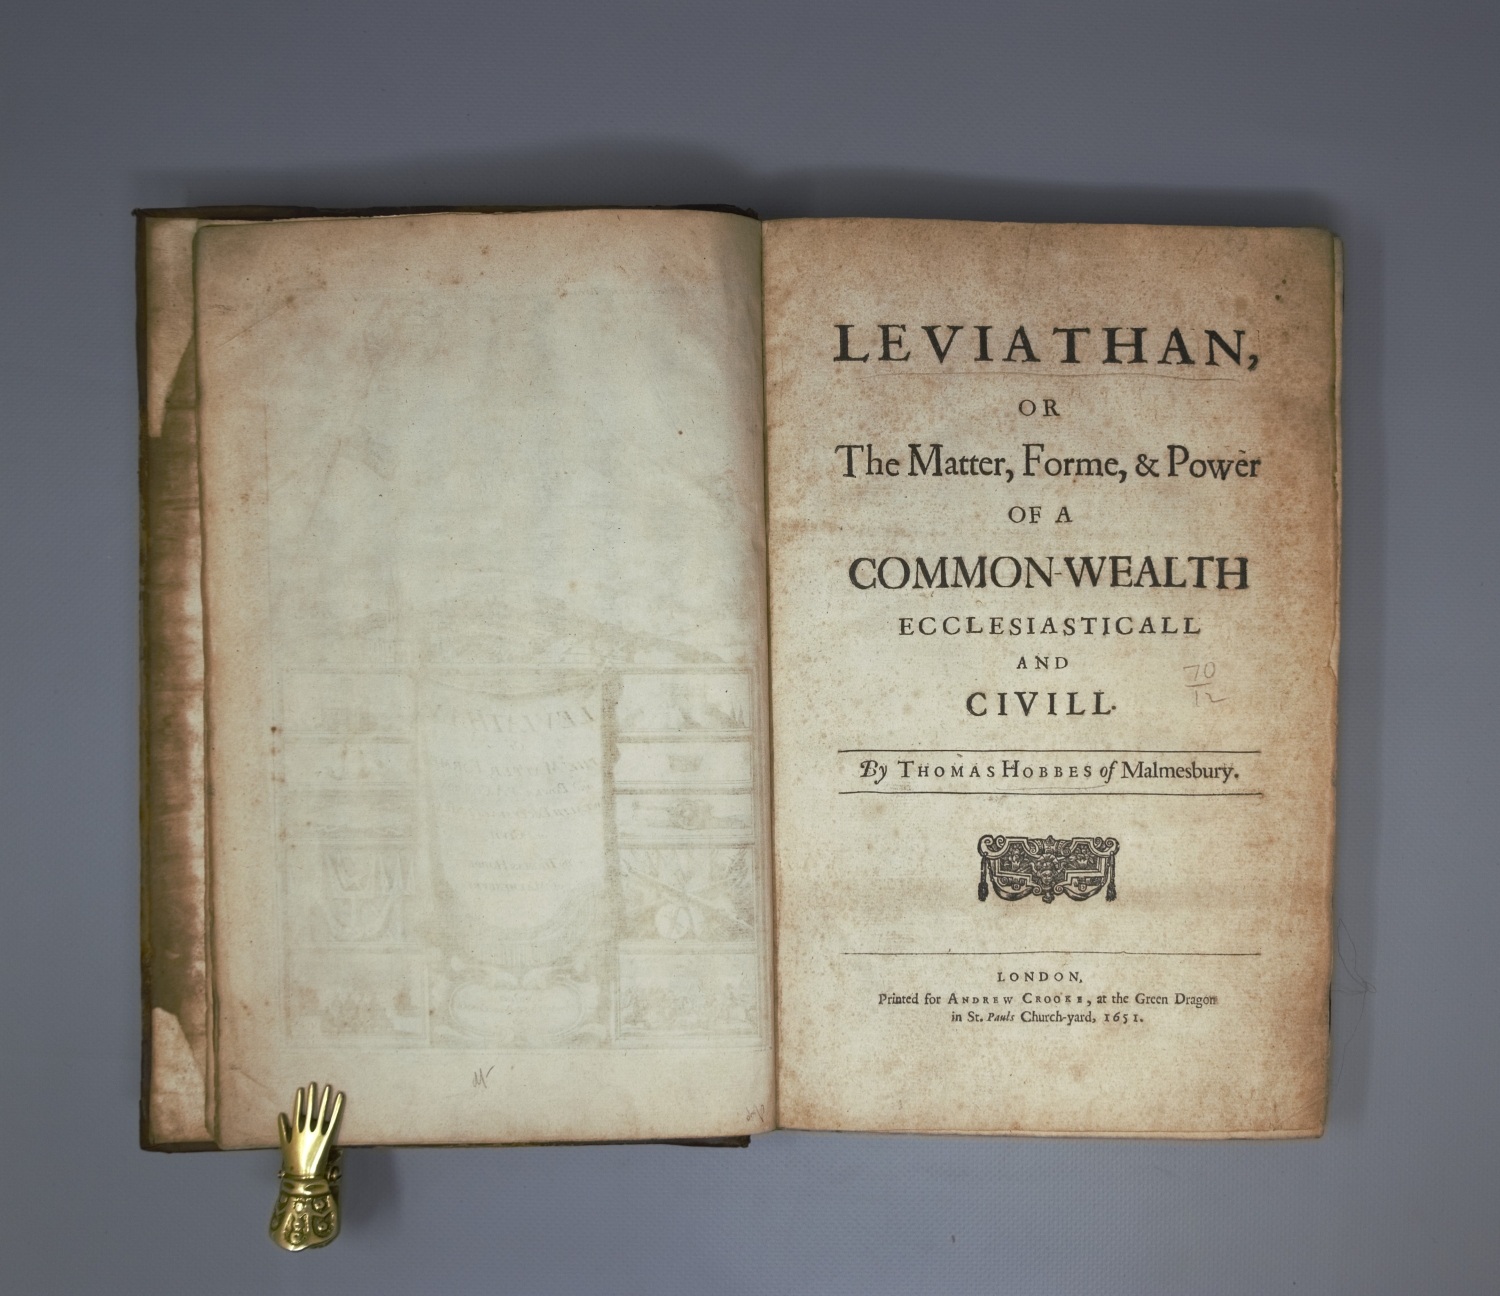 LEVIATHAN,
OR
The Matter, Forme, & Power
OF A
COMMON-WEALTH
ECCLESIASTICALL
AND
CIVILL.
70
12
By THOMAS HOBBES of Malmesbury.
LONDON,
Printed for ANDREW CROOKE, at the Green Dragon
in St. Pauls Church-yard, 1651.